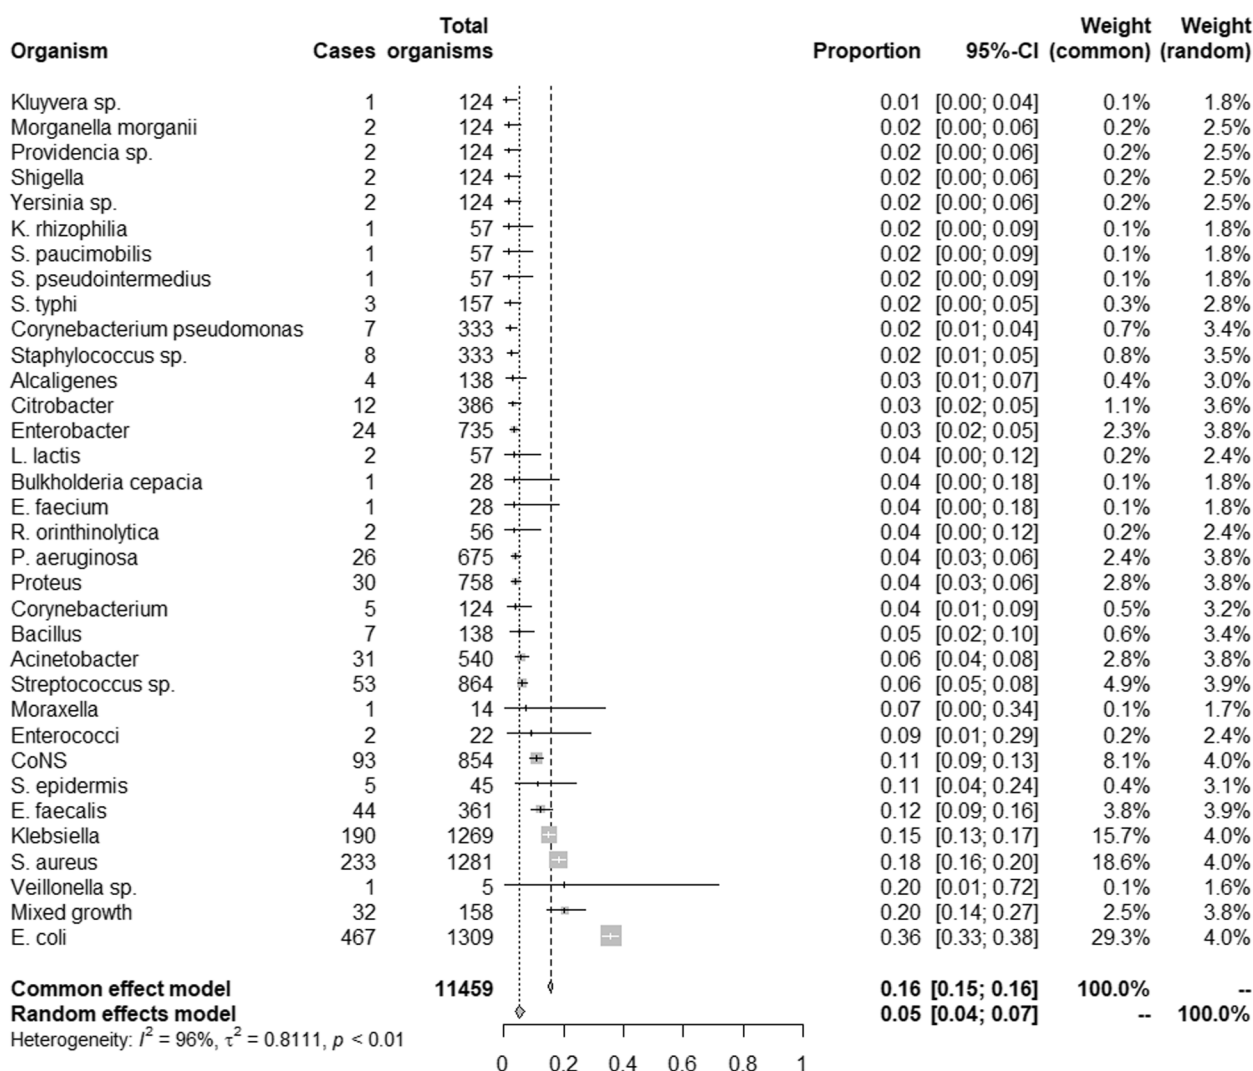 Organism Cases Total organisms Proportion 95%-CI Weight (common) Weight (random)
Kluyvera sp. 1 124 0.01 [0.00; 0.04] 0.1% 1.8%
Morganella morganii 2 124 0.02 [0.00; 0.06] 0.2% 2.5%
Providencia sp. 2 124 0.02 [0.00; 0.06] 0.2% 2.5%
Shigella 2 124 0.02 [0.00; 0.06] 0.2% 2.5%
Yersinia sp. 2 124 0.02 [0.00; 0.06] 0.2% 2.5%
K. rhizophilia 1 57 0.02 [0.00; 0.09] 0.1% 1.8%
S. paucimobilis 1 57 0.02 [0.00; 0.09] 0.1% 1.8%
S. pseudointermedius 1 57 0.02 [0.00; 0.09] 0.1% 1.8%
S. typhi 3 157 0.02 [0.00; 0.05] 0.3% 2.8%
Corynebacterium pseudomonas 7 333 0.02 [0.01; 0.04] 0.7% 3.4%
Staphylococcus sp. 8 333 0.02 [0.01; 0.05] 0.8% 3.5%
Alcaligenes 4 138 0.03 [0.01; 0.07] 0.4% 3.0%
Citrobacter 12 386 0.03 [0.02; 0.05] 1.1% 3.6%
Enterobacter 24 735 0.03 [0.02; 0.05] 2.3% 3.8%
L. lactis 2 57 0.04 [0.00; 0.12] 0.2% 2.4%
Bulkholderia cepacia 1 28 0.04 [0.00; 0.18] 0.1% 1.8%
E. faecium 1 28 0.04 [0.00; 0.18] 0.1% 1.8%
R. orinthinolytica 2 56 0.04 [0.00; 0.12] 0.2% 2.4%
P. aeruginosa 26 675 0.04 [0.03; 0.06] 2.4% 3.8%
Proteus 30 758 0.04 [0.03; 0.06] 2.8% 3.8%
Corynebacterium 5 124 0.04 [0.01; 0.09] 0.5% 3.2%
Bacillus 7 138 0.05 [0.02; 0.10] 0.6% 3.4%
Acinetobacter 31 540 0.06 [0.04; 0.08] 2.8% 3.8%
Streptococcus sp. 53 864 0.06 [0.05; 0.08] 4.9% 3.9%
Moraxella 1 14 0.07 [0.00; 0.34] 0.1% 1.7%
Enterococci 2 22 0.09 [0.01; 0.29] 0.2% 2.4%
CoNS 93 854 0.11 [0.09; 0.13] 8.1% 4.0%
S. epidermis 5 45 0.11 [0.04; 0.24] 0.4% 3.1%
E. faecalis 44 361 0.12 [0.09; 0.16] 3.8% 3.9%
Klebsiella 190 1269 0.15 [0.13; 0.17] 15.7% 4.0%
S. aureus 233 1281 0.18 [0.16; 0.20] 18.6% 4.0%
Veillonella sp. 1 5 0.20 [0.01; 0.72] 0.1% 1.6%
Mixed growth 32 158 0.20 [0.14; 0.27] 2.5% 3.8%
E. coli 467 1309 0.36 [0.33; 0.38] 29.3% 4.0%
Common effect model 11459 0.16 [0.15; 0.16] 100.0% --
Random effects model 0.05 [0.04; 0.07] -- 100.0%
Heterogeneity: I² = 96%, τ² = 0.8111, p < 0.01
0 0.2 0.4 0.6 0.8 1